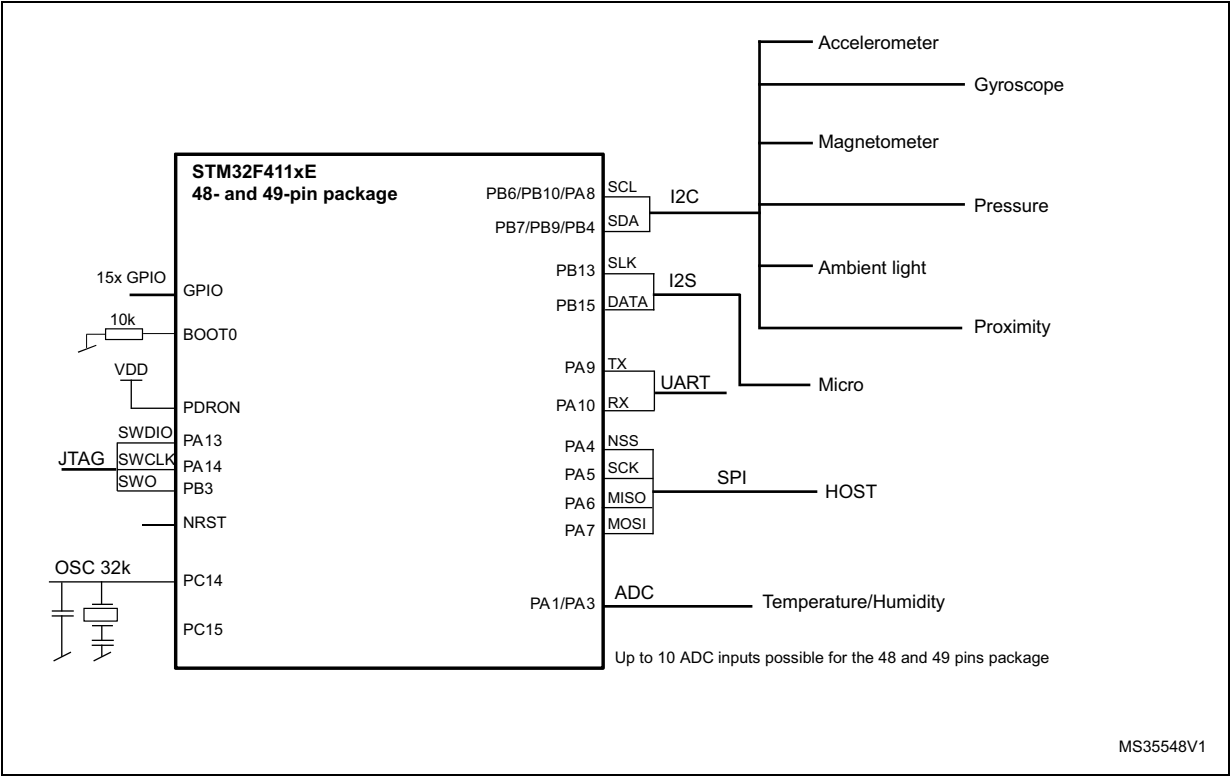 STM32F411xE
48- and 49-pin package
15x GPIO
GPIO
10k
BOOT0
VDD
PDRON
SWDIO
PA13
JTAG
SWCLK
PA14
SWO
PB3
NRST
OSC 32k
PC14
PC15
PB6/PB10/PA8
SCL
I2C
PB7/PB9/PB4
SDA
PB13
SLK
I2S
PB15
DATA
PA9
TX
UART
PA10
RX
PA4
NSS
PA5
SCK
SPI
HOST
PA6
MISO
PA7
MOSI
PA1/PA3
ADC
Temperature/Humidity
Accelerometer
Gyroscope
Magnetometer
Pressure
Ambient light
Proximity
Micro
Up to 10 ADC inputs possible for the 48 and 49 pins package
MS35548V1